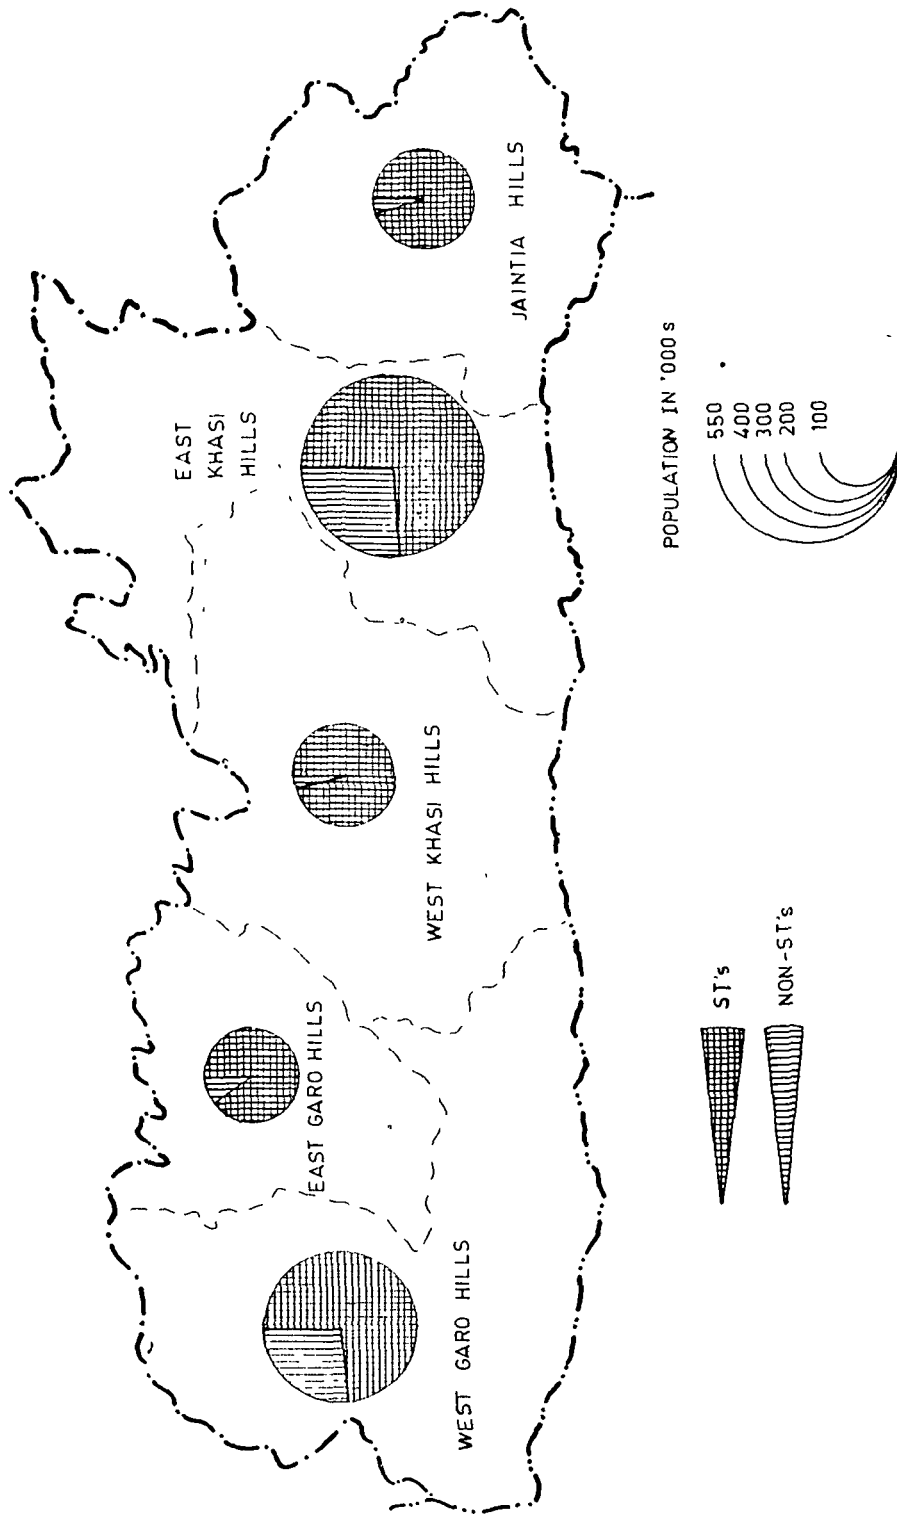 EAST
KHASI
HILLS
JAINTIA HILLS
WEST KHASI HILLS
EAST GARO HILLS
WEST GARO HILLS
ST's
NON-ST's
POPULATION IN '000s
550
400
300
200
100